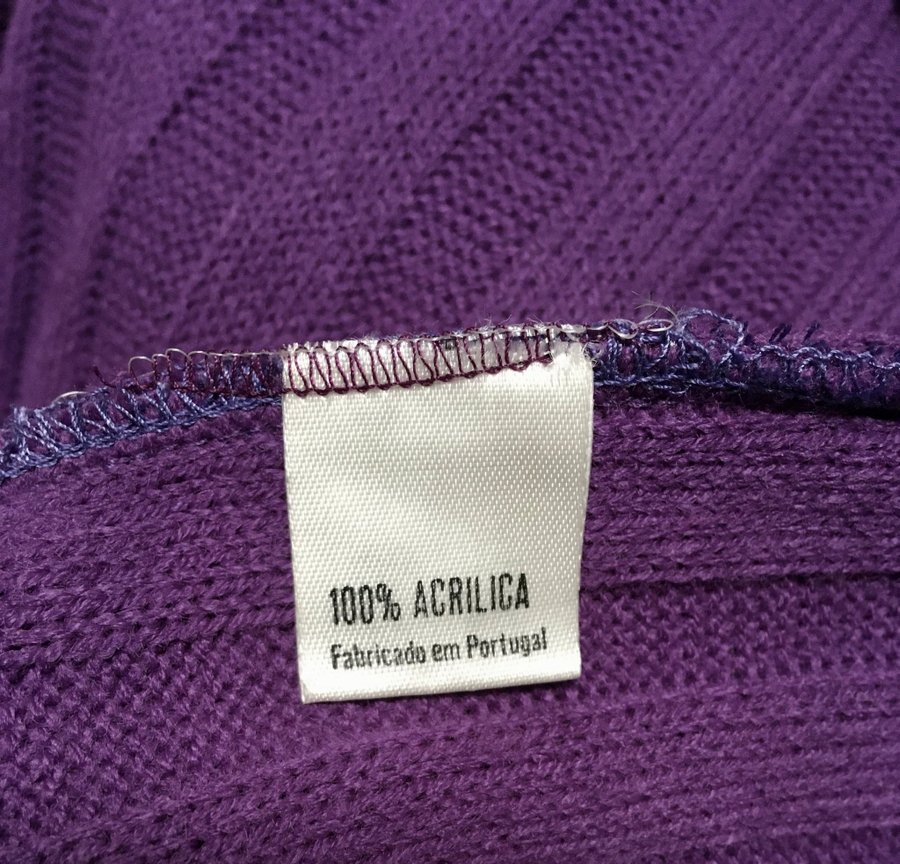 100% ACRILICA
Fabricado em Portugal